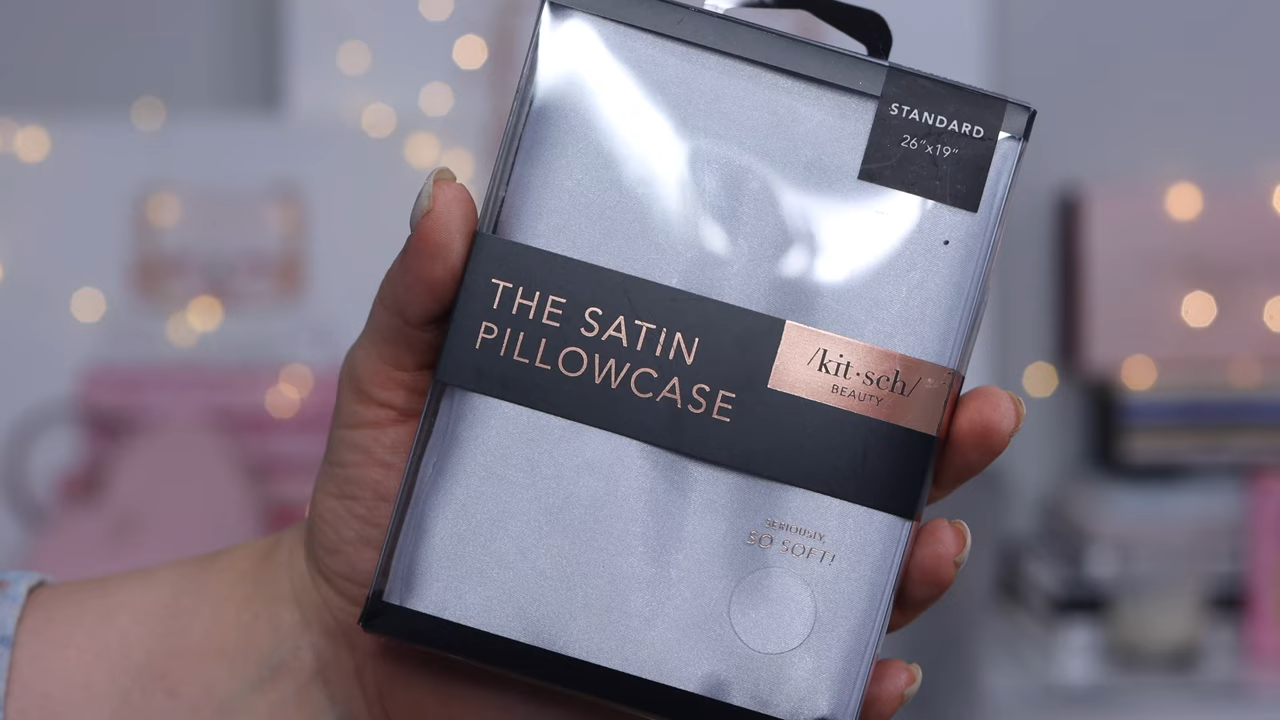 STANDARD
26"x19"
THE SATIN
PILLOWCASE
/kit·sch/
BEAUTY
SERIOUSLY,
SO SOFT!